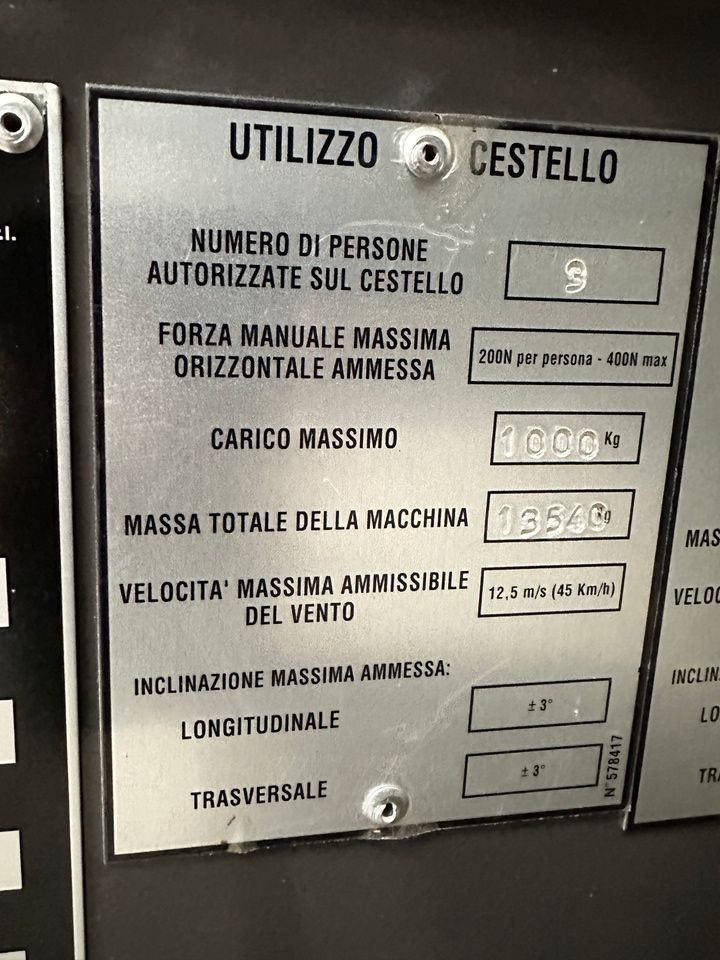 UTILIZZO CESTELLO
NUMERO DI PERSONE
AUTORIZZATE SUL CESTELLO
3
FORZA MANUALE MASSIMA
ORIZZONTALE AMMESSA
200N per persona - 400N max
CARICO MASSIMO
1000 Kg
MASSA TOTALE DELLA MACCHINA
13540 Kg
VELOCITA' MASSIMA AMMISSIBILE
DEL VENTO
12,5 m/s (45 Km/h)
INCLINAZIONE MASSIMA AMMESSA:
LONGITUDINALE
± 3°
TRASVERSALE
± 3°
N° 578417